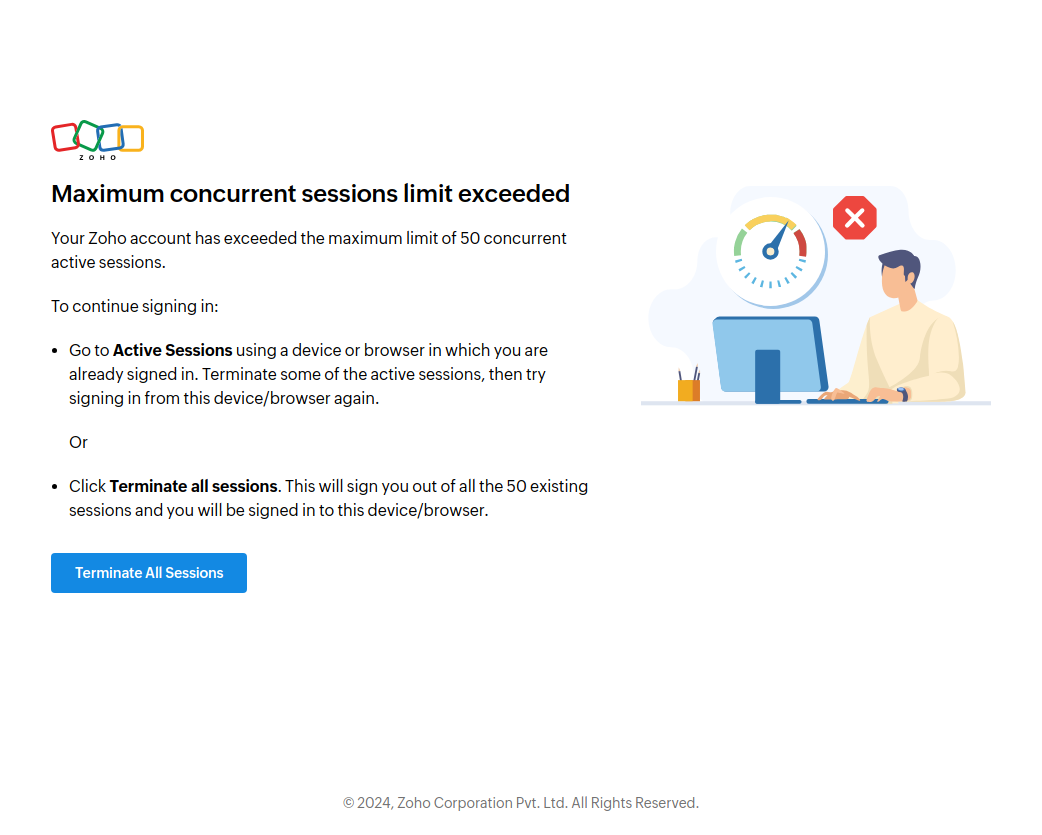 ZOHO
Maximum concurrent sessions limit exceeded
Your Zoho account has exceeded the maximum limit of 50 concurrent
active sessions.
To continue signing in:
• Go to Active Sessions using a device or browser in which you are
already signed in. Terminate some of the active sessions, then try
signing in from this device/browser again.
Or
• Click Terminate all sessions. This will sign you out of all the 50 existing
sessions and you will be signed in to this device/browser.
Terminate All Sessions
© 2024, Zoho Corporation Pvt. Ltd. All Rights Reserved.